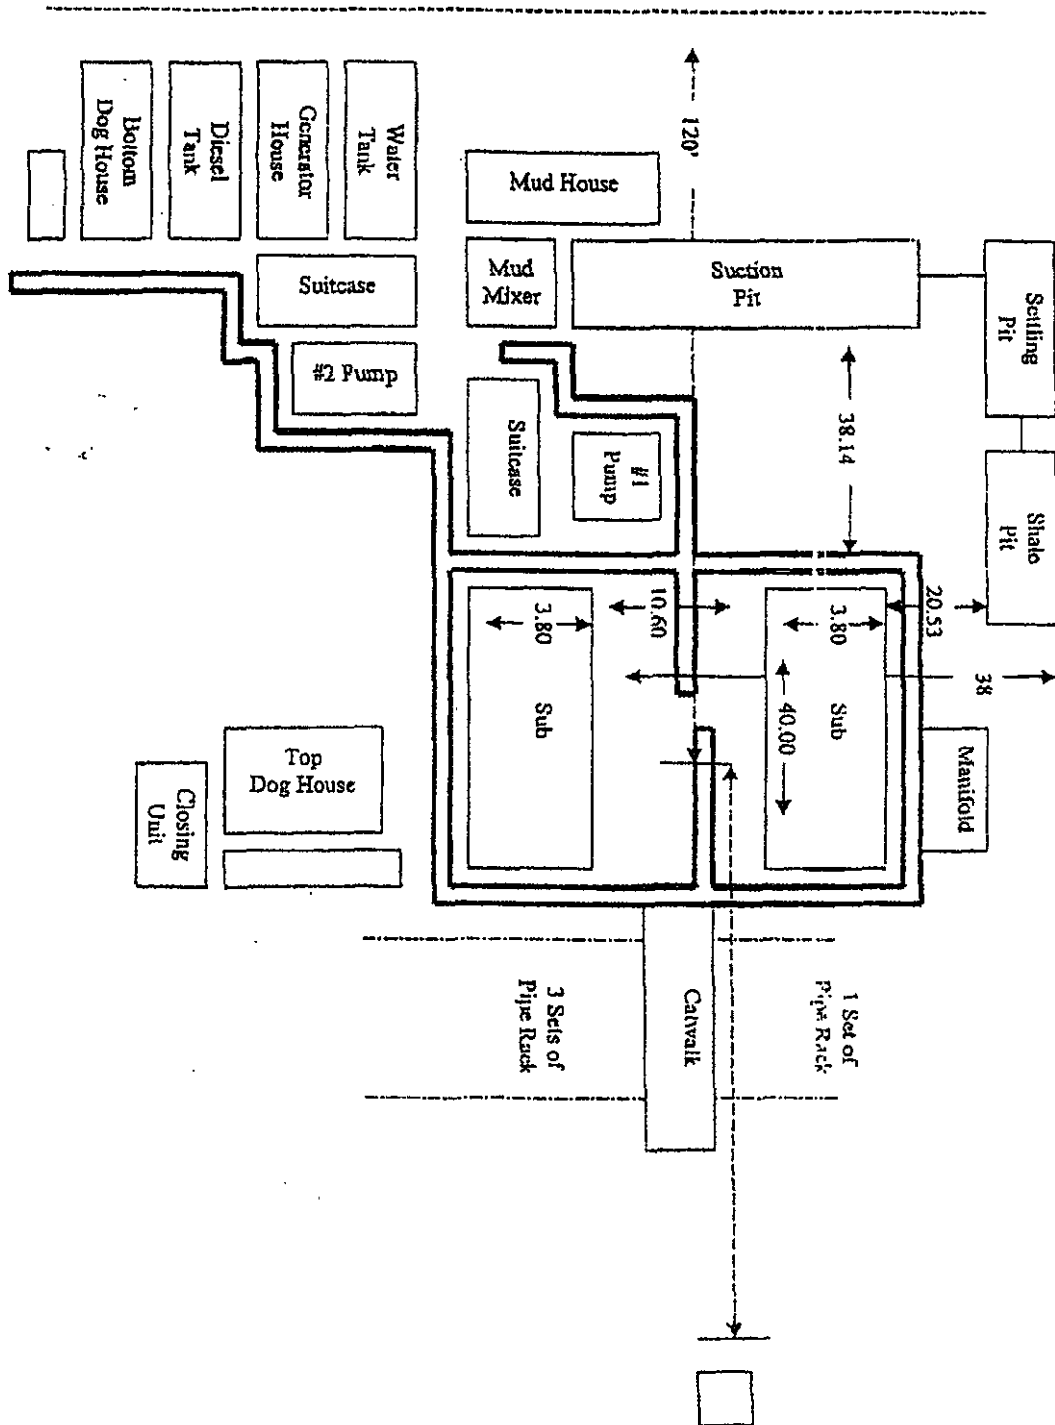 Bottom
Dog House
Diesel
Tank
Generator
House
Water
Tank
Mud House
120'
Suitcase
Mud
Mixer
Suction
Pit
Settling
Pit
#2 Pump
Suitcase
#1
Pump
38.14
Shale
Pit
3.80
10.60
3.80
20.53
38
Sub
40.00
Sub
Manifold
Top
Dog House
Closing
Unit
3 Sets of
Pipe Rack
Catwalk
1 Set of
Pipe Rack